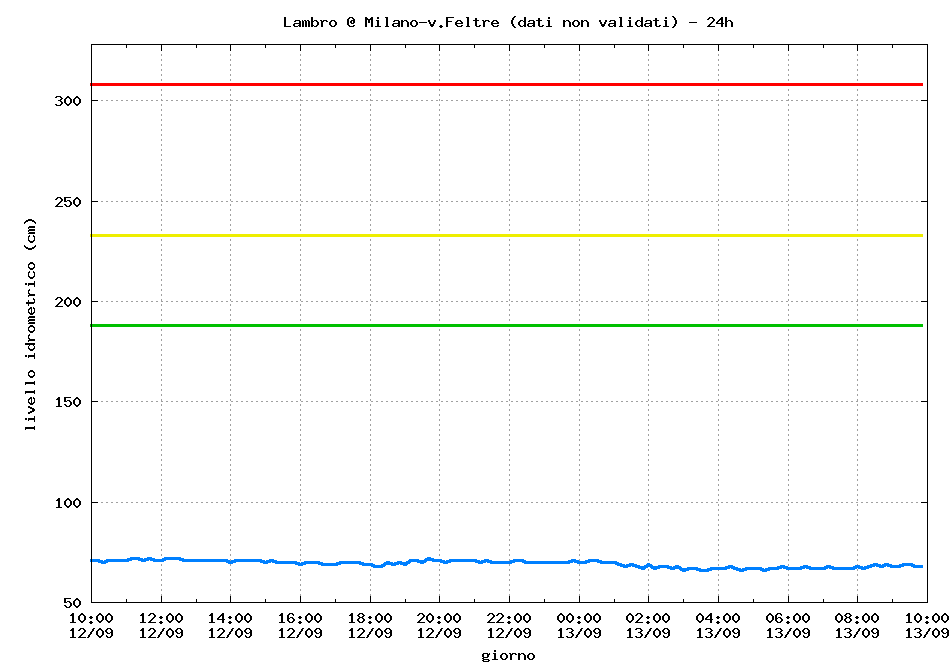 Lambro @ Milano-v.Feltre (dati non validati) - 24h
livello idrometrico (cm)
300
250
200
150
100
50
10:00 12:00 14:00 16:00 18:00 20:00 22:00 00:00 02:00 04:00 06:00 08:00 10:00
12/09 12/09 12/09 12/09 12/09 12/09 12/09 13/09 13/09 13/09 13/09 13/09 13/09
giorno